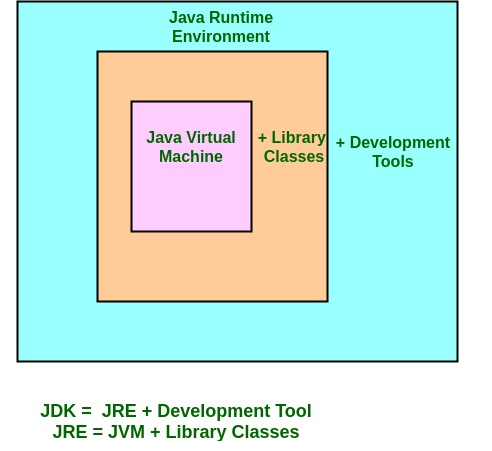 Java Runtime
Environment
Java Virtual
Machine
+ Library
Classes
+ Development
Tools
JDK =  JRE + Development Tool
JRE = JVM + Library Classes